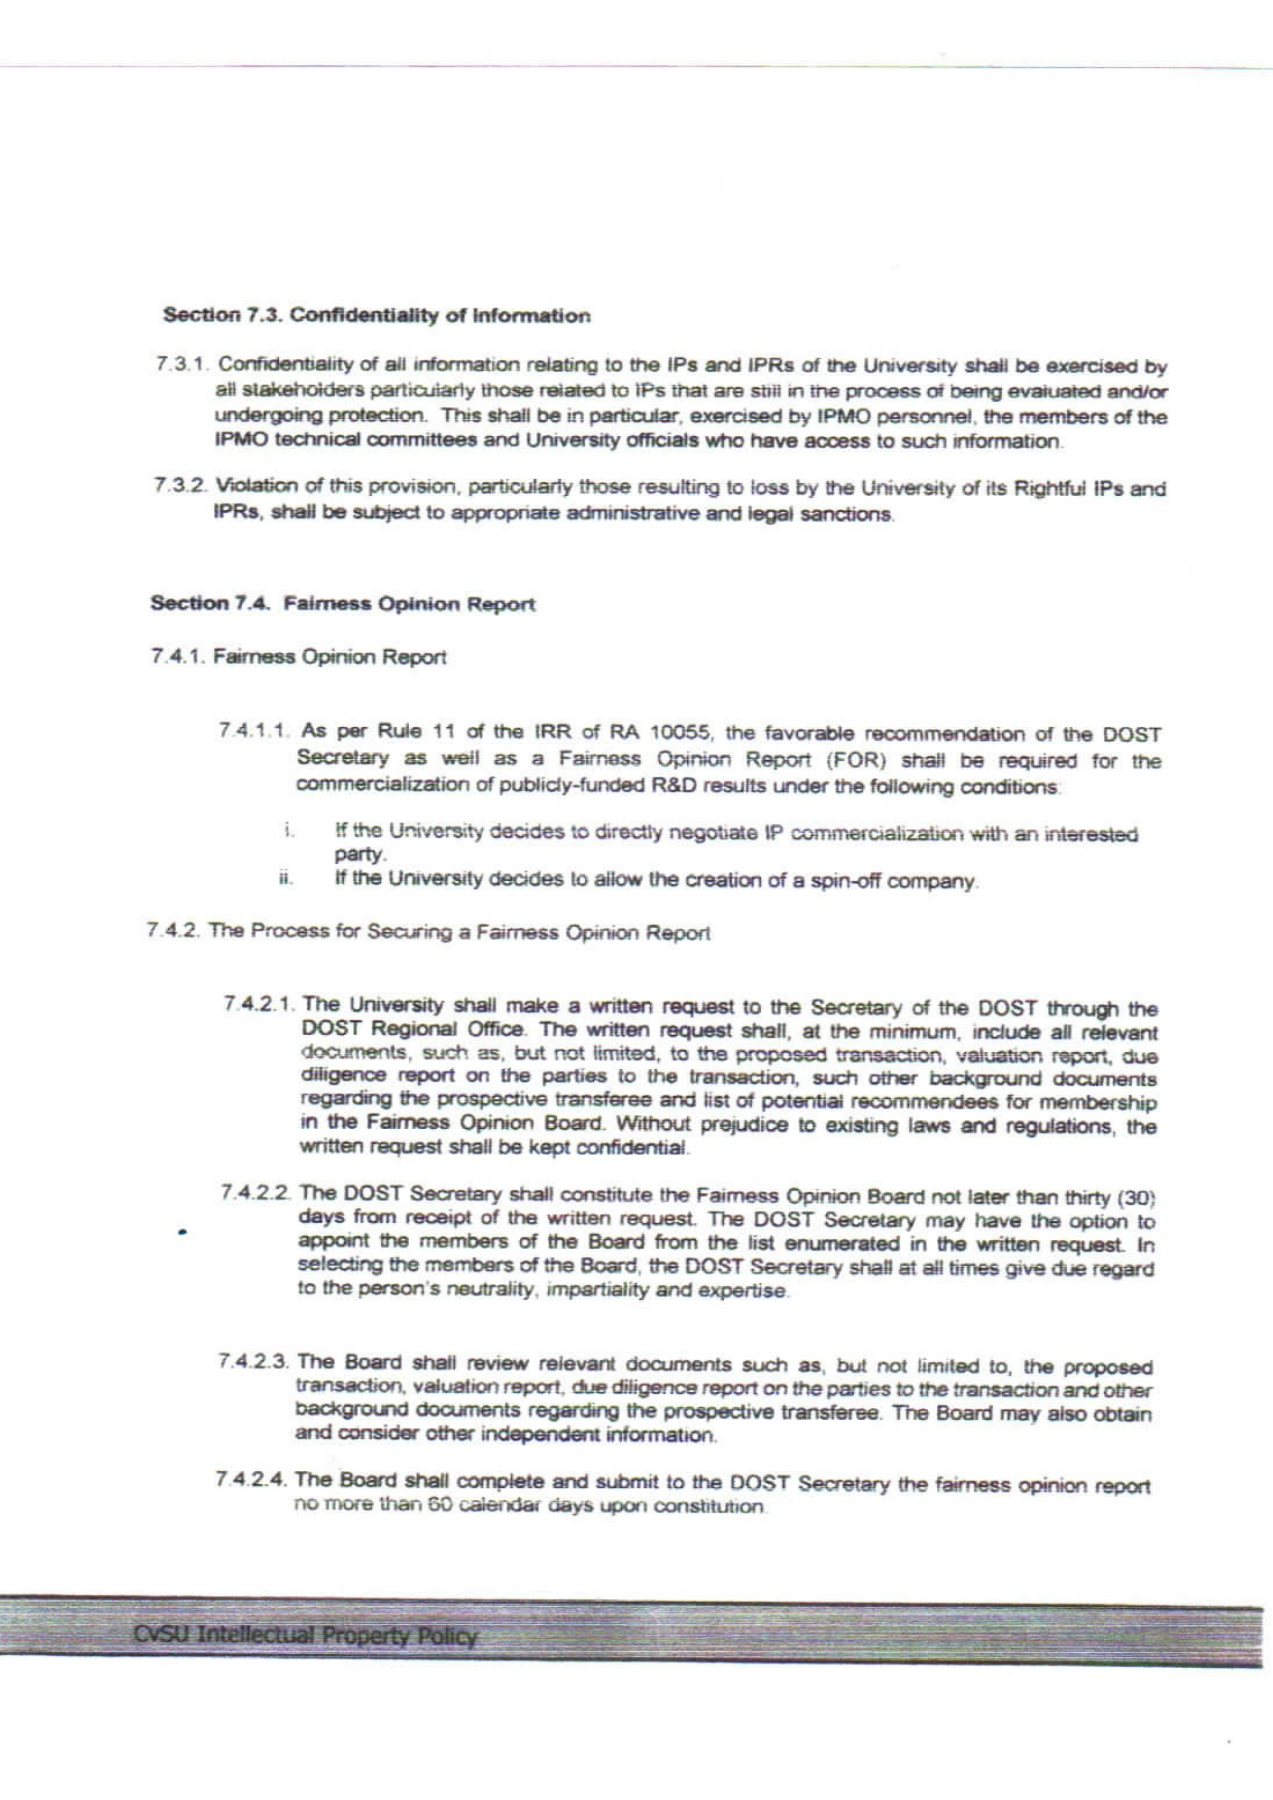 Section 7.3. Confidentiality of Information
7.3.1. Confidentiality of all information relating to the IPs and IPRs of the University shall be exercised by
all stakeholders particularly those related to IPs that are still in the process of being evaluated and/or
undergoing protection. This shall be in particular, exercised by IPMO personnel, the members of the
IPMO technical committees and University officials who have access to such information.
7.3.2. Violation of this provision, particularly those resulting to loss by the University of its Rightful IPs and
IPRs, shall be subject to appropriate administrative and legal sanctions.
Section 7.4. Fairness Opinion Report
7.4.1. Fairness Opinion Report
7.4.1.1. As per Rule 11 of the IRR of RA 10055, the favorable recommendation of the DOST
Secretary as well as a Fairness Opinion Report (FOR) shall be required for the
commercialization of publicly-funded R&D results under the following conditions:
i. If the University decides to directly negotiate IP commercialization with an interested
party.
ii. If the University decides to allow the creation of a spin-off company.
7.4.2. The Process for Securing a Fairness Opinion Report
7.4.2.1. The University shall make a written request to the Secretary of the DOST through the
DOST Regional Office. The written request shall, at the minimum, include all relevant
documents, such as, but not limited, to the proposed transaction, valuation report, due
diligence report on the parties to the transaction, such other background documents
regarding the prospective transferee and list of potential recommendees for membership
in the Fairness Opinion Board. Without prejudice to existing laws and regulations, the
written request shall be kept confidential.
7.4.2.2. The DOST Secretary shall constitute the Fairness Opinion Board not later than thirty (30)
days from receipt of the written request. The DOST Secretary may have the option to
appoint the members of the Board from the list enumerated in the written request. In
selecting the members of the Board, the DOST Secretary shall at all times give due regard
to the person's neutrality, impartiality and expertise.
7.4.2.3. The Board shall review relevant documents such as, but not limited to, the proposed
transaction, valuation report, due diligence report on the parties to the transaction and other
background documents regarding the prospective transferee. The Board may also obtain
and consider other independent information.
7.4.2.4. The Board shall complete and submit to the DOST Secretary the fairness opinion report
no more than 60 calendar days upon constitution.
CvSU Intellectual Property Policy